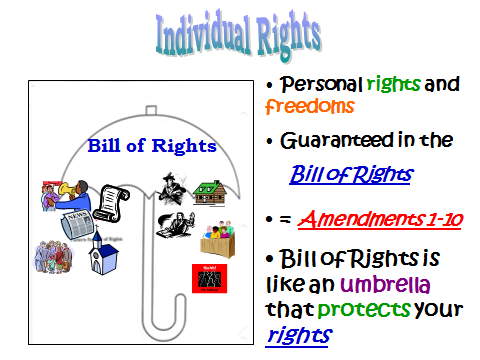 Individual Rights
Bill of Rights
NEWS
• Personal rights and
freedoms
• Guaranteed in the
Bill of Rights
• = Amendments 1-10
• Bill of Rights is
like an umbrella
that protects your
rights